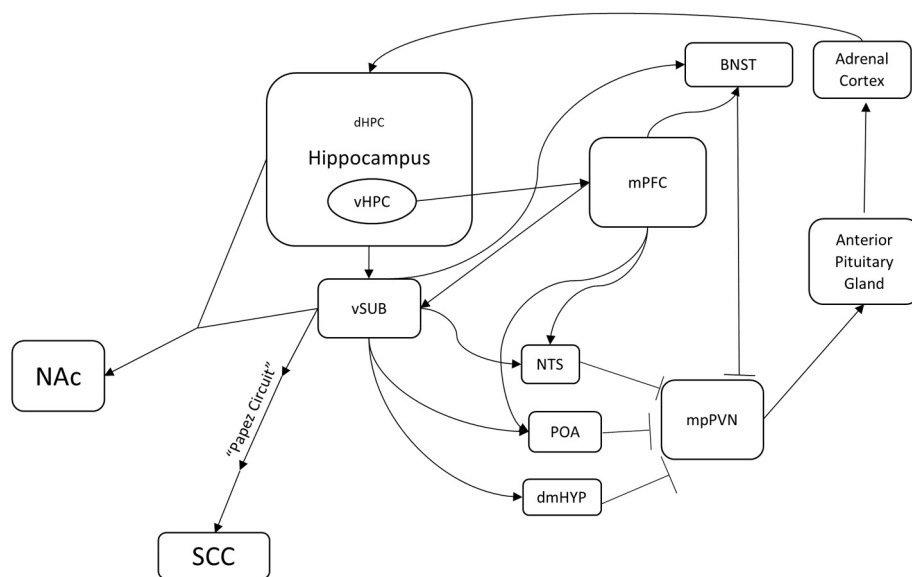 BNST
Adrenal
Cortex
dHPC
Hippocampus
vHPC
mPFC
Anterior
Pituitary
Gland
vSUB
NAc
NTS
"Papez Circuit"
mpPVN
POA
dmHYP
SCC